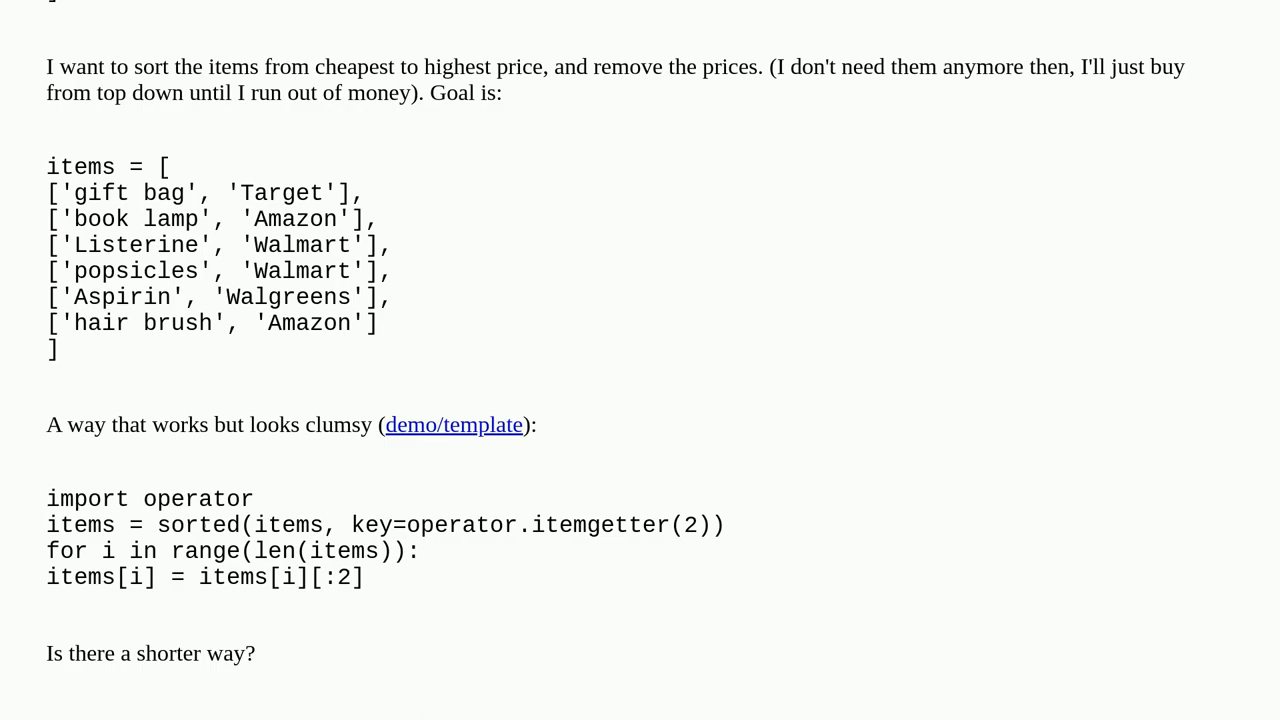 ]
I want to sort the items from cheapest to highest price, and remove the prices. (I don't need them anymore then, I'll just buy
from top down until I run out of money). Goal is:
items = [
['gift bag', 'Target'],
['book lamp', 'Amazon'],
['Listerine', 'Walmart'],
['popsicles', 'Walmart'],
['Aspirin', 'Walgreens'],
['hair brush', 'Amazon']
]
A way that works but looks clumsy (demo/template):
import operator
items = sorted(items, key=operator.itemgetter(2))
for i in range(len(items)):
items[i] = items[i][:2]
Is there a shorter way?